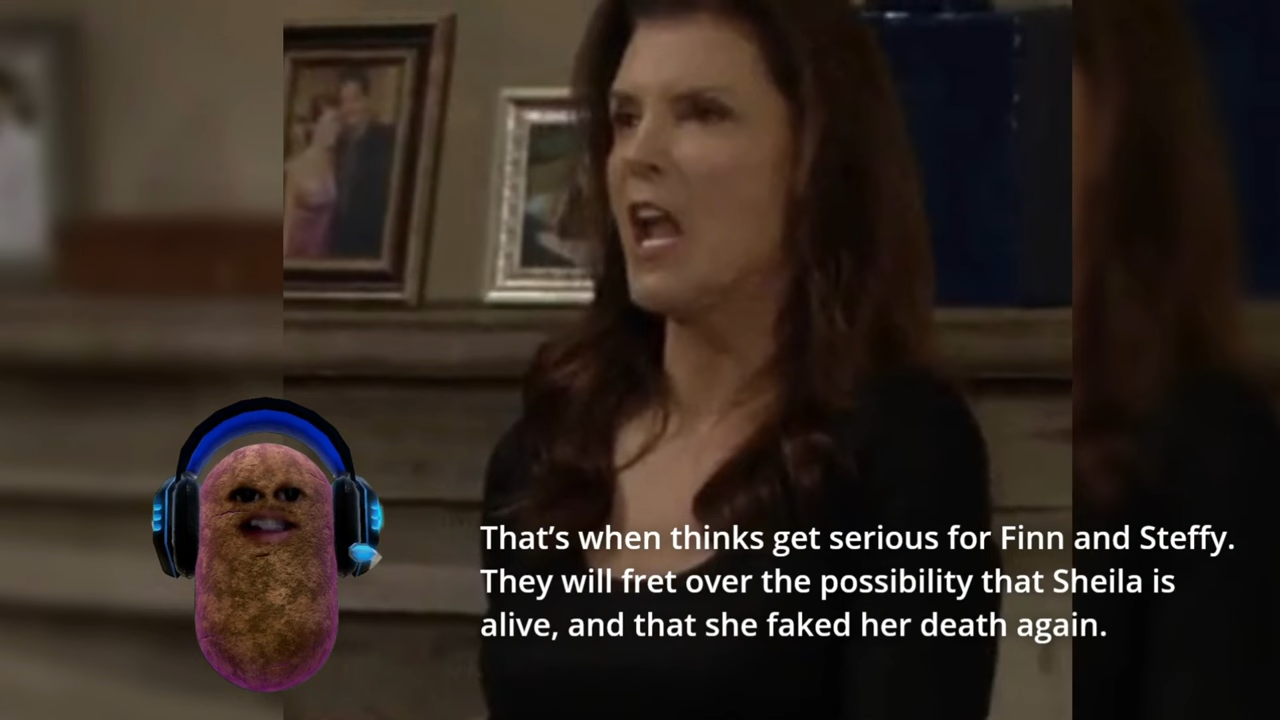 That’s when thinks get serious for Finn and Steffy.
They will fret over the possibility that Sheila is
alive, and that she faked her death again.